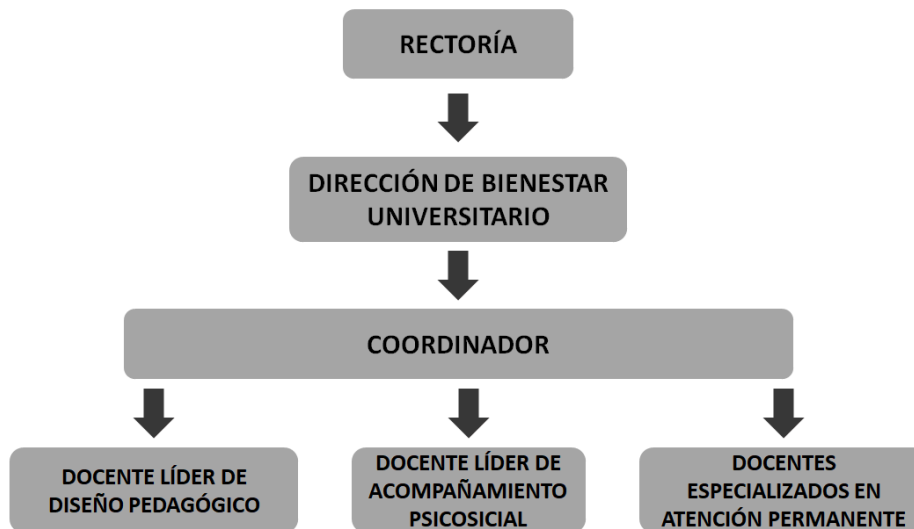 RECTORÍA
DIRECCIÓN DE BIENESTAR
UNIVERSITARIO
COORDINADOR
DOCENTE LÍDER DE
DISEÑO PEDAGÓGICO
DOCENTE LÍDER DE
ACOMPAÑAMIENTO
PSICOSICIAL
DOCENTES
ESPECIALIZADOS EN
ATENCIÓN PERMANENTE